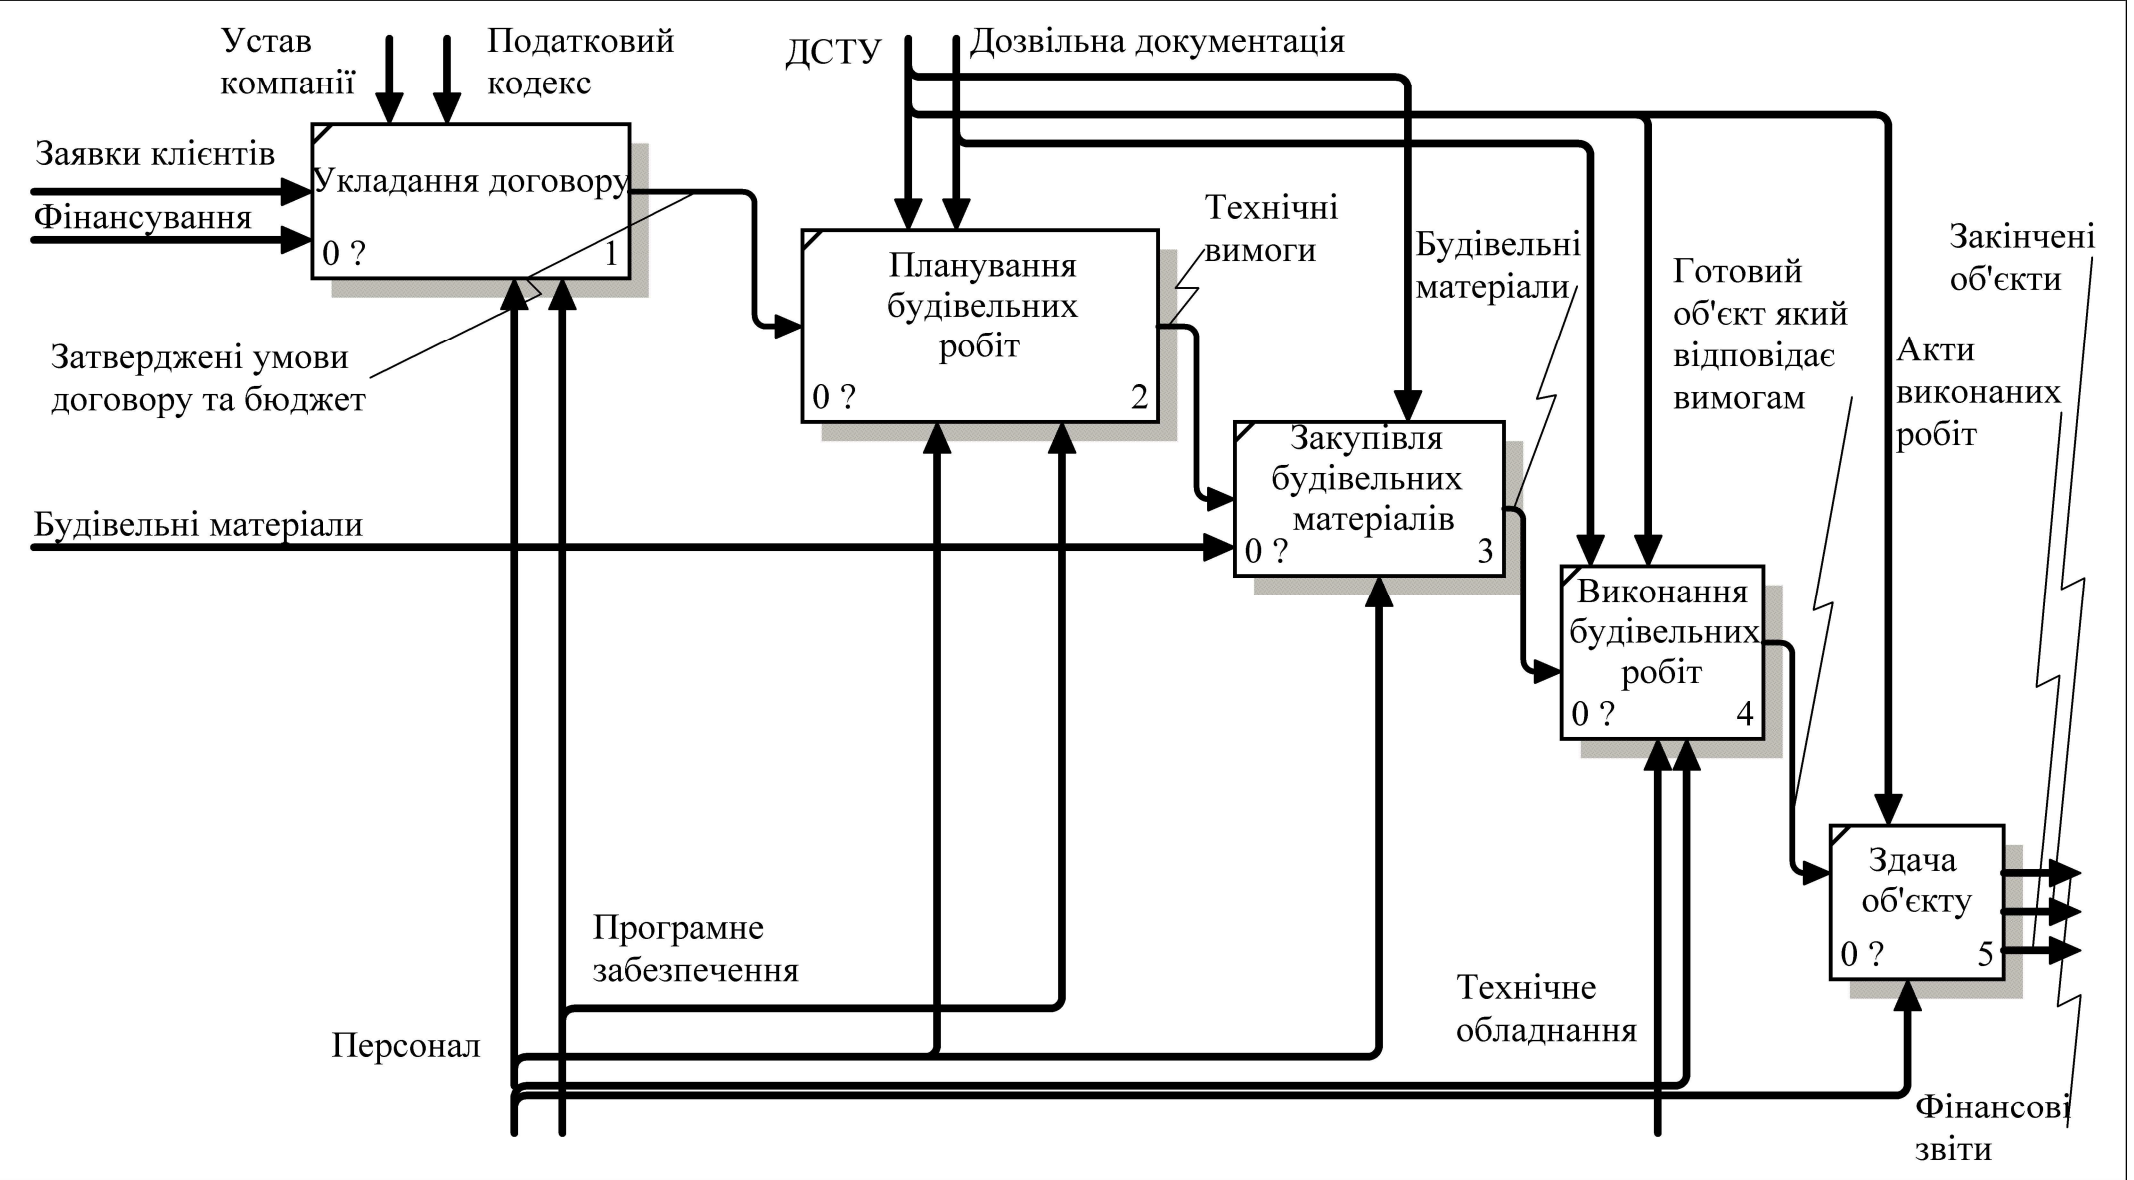 Устав
компанії
Податковий
кодекс
ДСТУ
Дозвільна документація
Заявки клієнтів
Фінансування
Укладання договору
0 ?
1
Затверджені умови
договору та бюджет
Планування
будівельних
робіт
0 ?
2
Технічні
вимоги
Будівельні
матеріали
Готовий
об'єкт який
відповідає
вимогам
Закінчені
об'єкти
Акти
виконаних
робіт
Будівельні матеріали
Закупівля
будівельних
матеріалів
0 ?
3
Виконання
будівельних
робіт
0 ?
4
Здача
об'єкту
0 ?
5
Програмне
забезпечення
Персонал
Технічне
обладнання
Фінансові
звіти